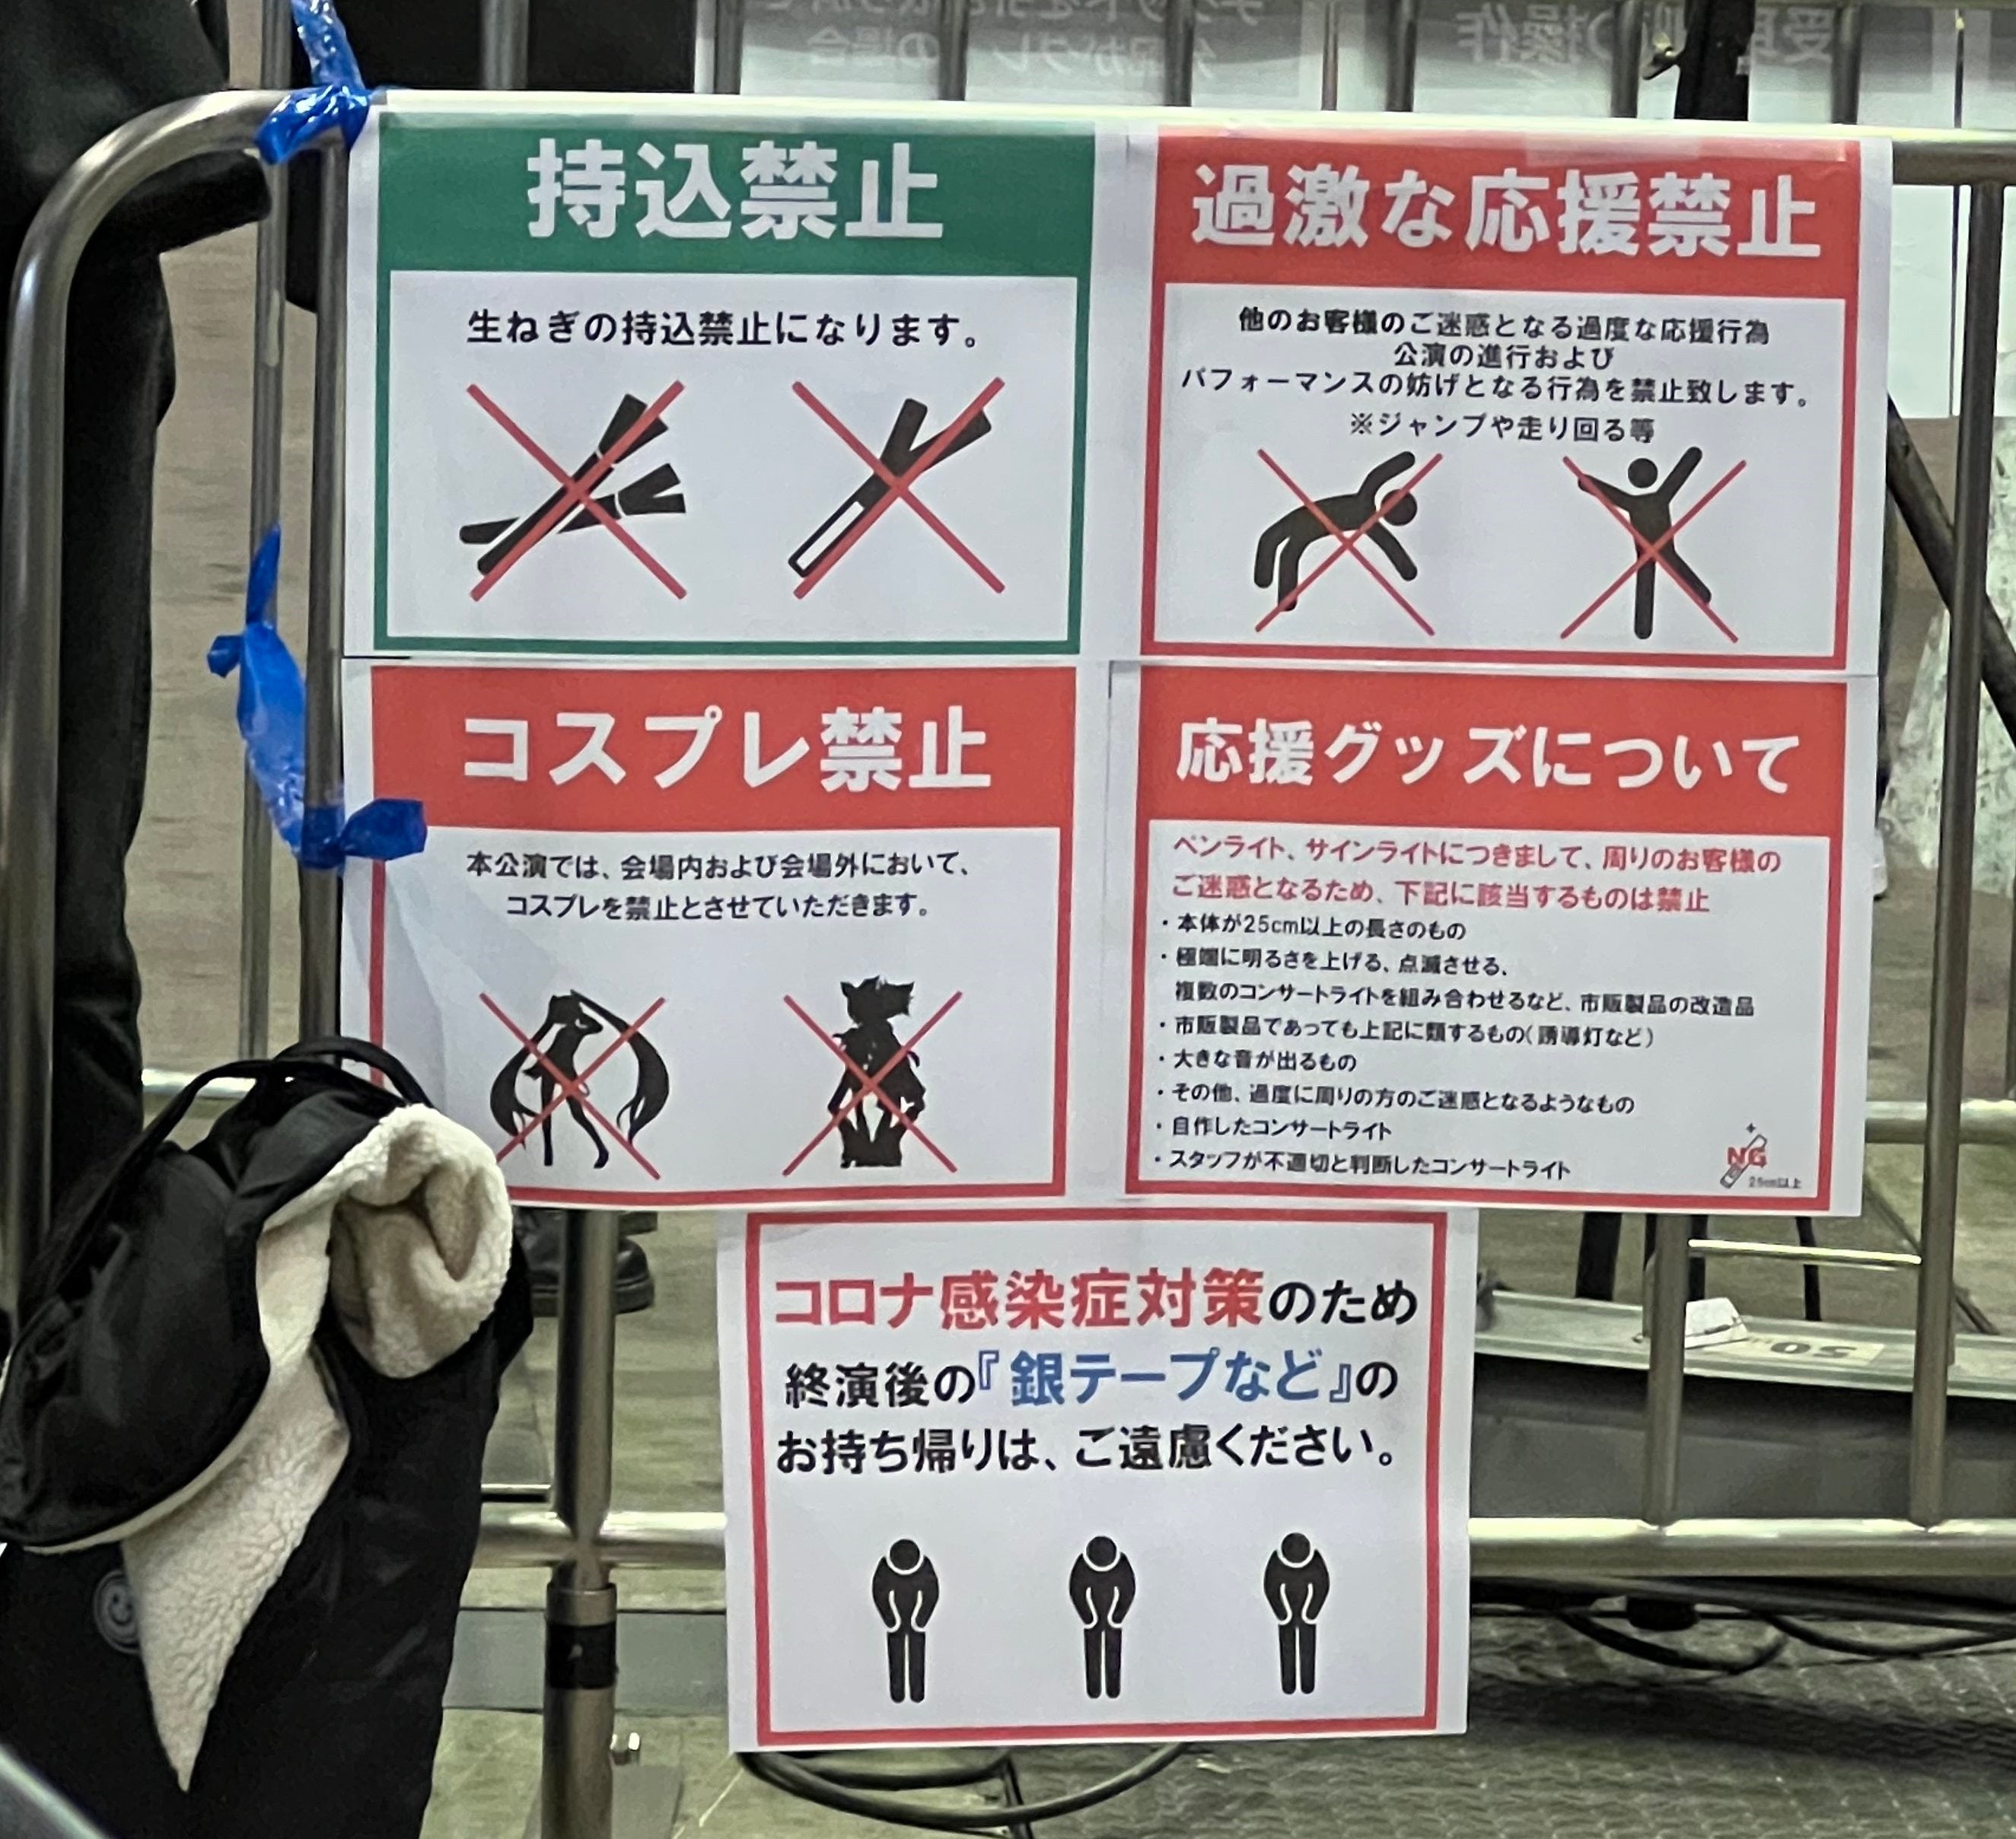 持込禁止
生ねぎの持込禁止になります。
過激な応援禁止
他のお客様のご迷惑となる過度な応援行為
公演の進行および
パフォーマンスの妨げとなる行為を禁止致します。
※ジャンプや走り回る等
コスプレ禁止
本公演では、会場内および会場外において、
コスプレを禁止とさせていただきます。
応援グッズについて
ペンライト、サインライトにつきまして、周りのお客様の
ご迷惑となるため、下記に該当するものは禁止
・本体が25cm以上の長さのもの
・極端に明るさを上げる、点滅させる、
複数のコンサートライトを組み合わせるなど、市販製品の改造品
・市販製品であっても上記に類するもの(誘導灯など)
・大きな音が出るもの
・その他、過度に周りの方のご迷惑となるようなもの
・自作したコンサートライト
・スタッフが不適切と判断したコンサートライト
NG
25cm以上
コロナ感染症対策のため
終演後の『銀テープなど』の
お持ち帰りは、ご遠慮ください。